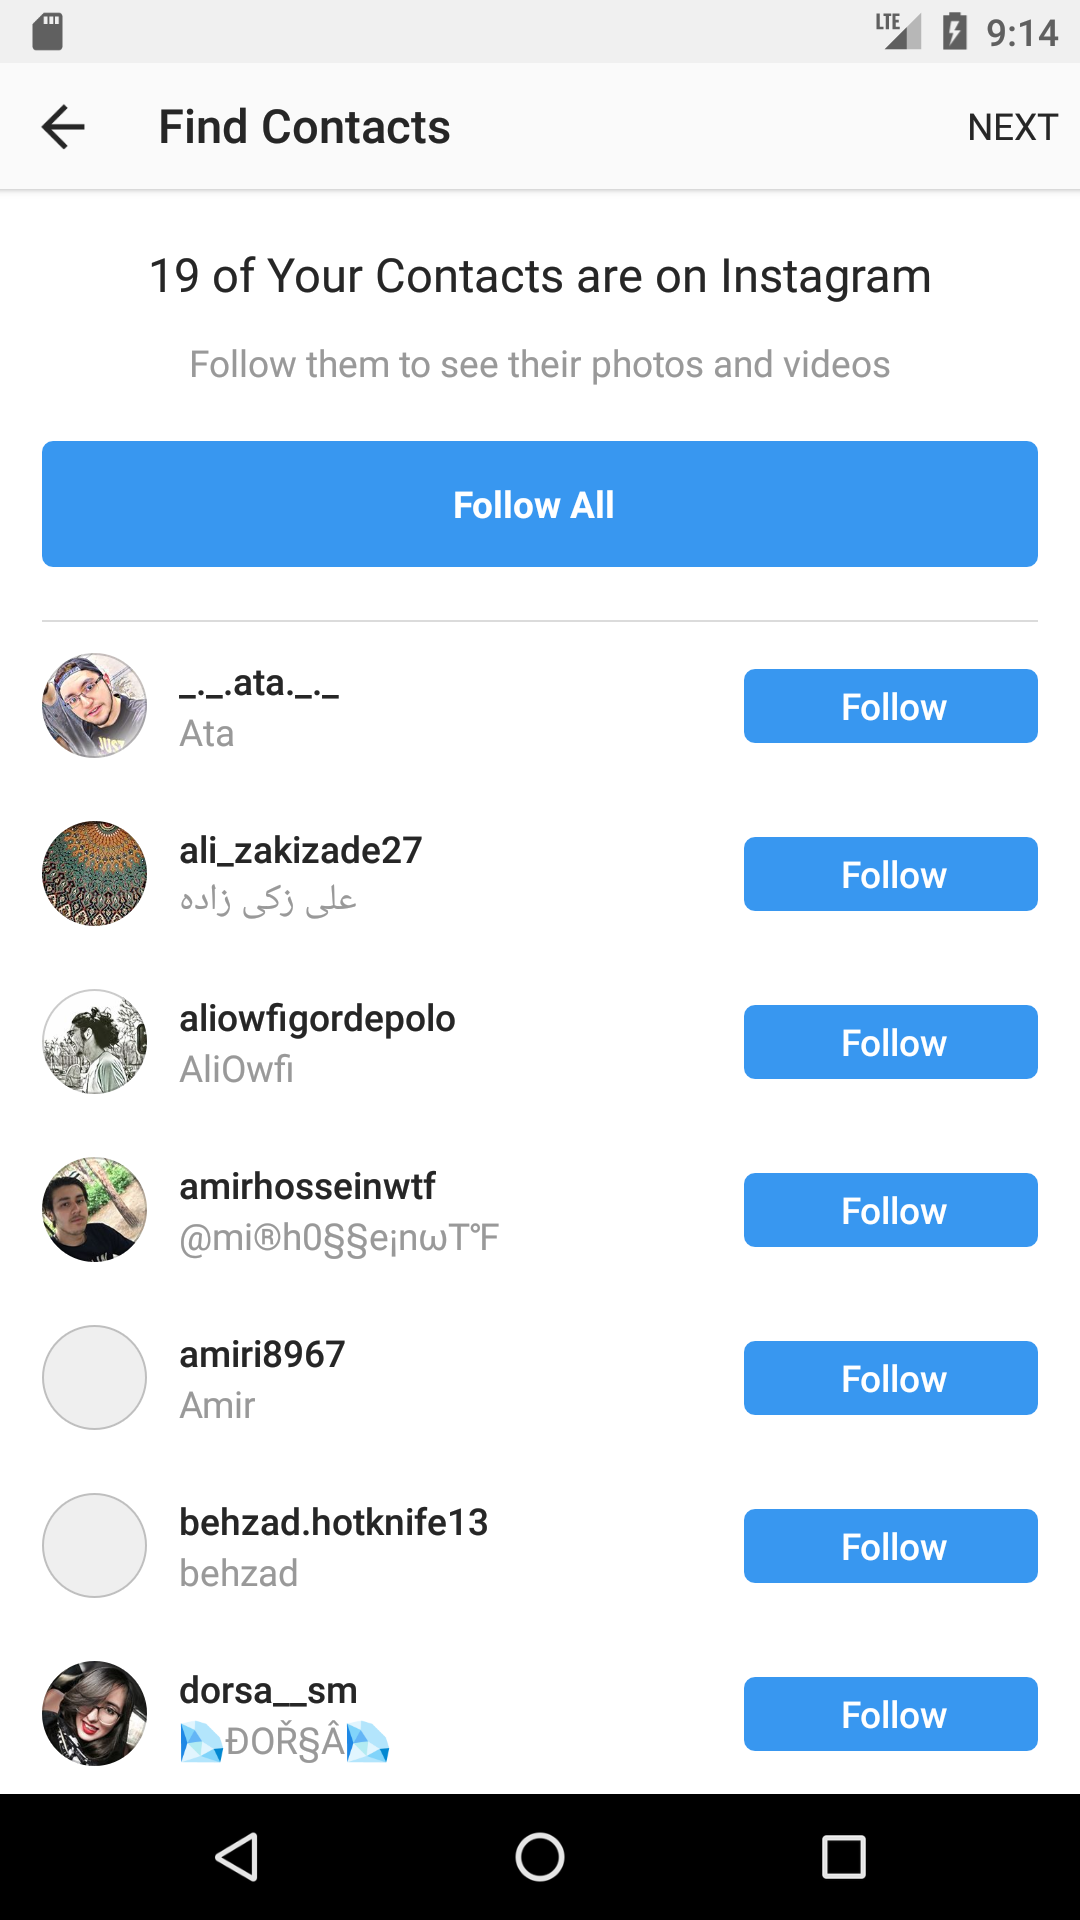 LTE 9:14
Find Contacts NEXT
19 of Your Contacts are on Instagram
Follow them to see their photos and videos
Follow All
_._.ata._._ Follow
Ata
ali_zakizade27 Follow
علی زکی زاده
aliowfigordepolo Follow
AliOwfi
amirhosseinwtf Follow
@mi®h0§§e¡nωT℉
amiri8967 Follow
Amir
behzad.hotknife13 Follow
behzad
dorsa__sm Follow
💎ĐOŘ§Â💎